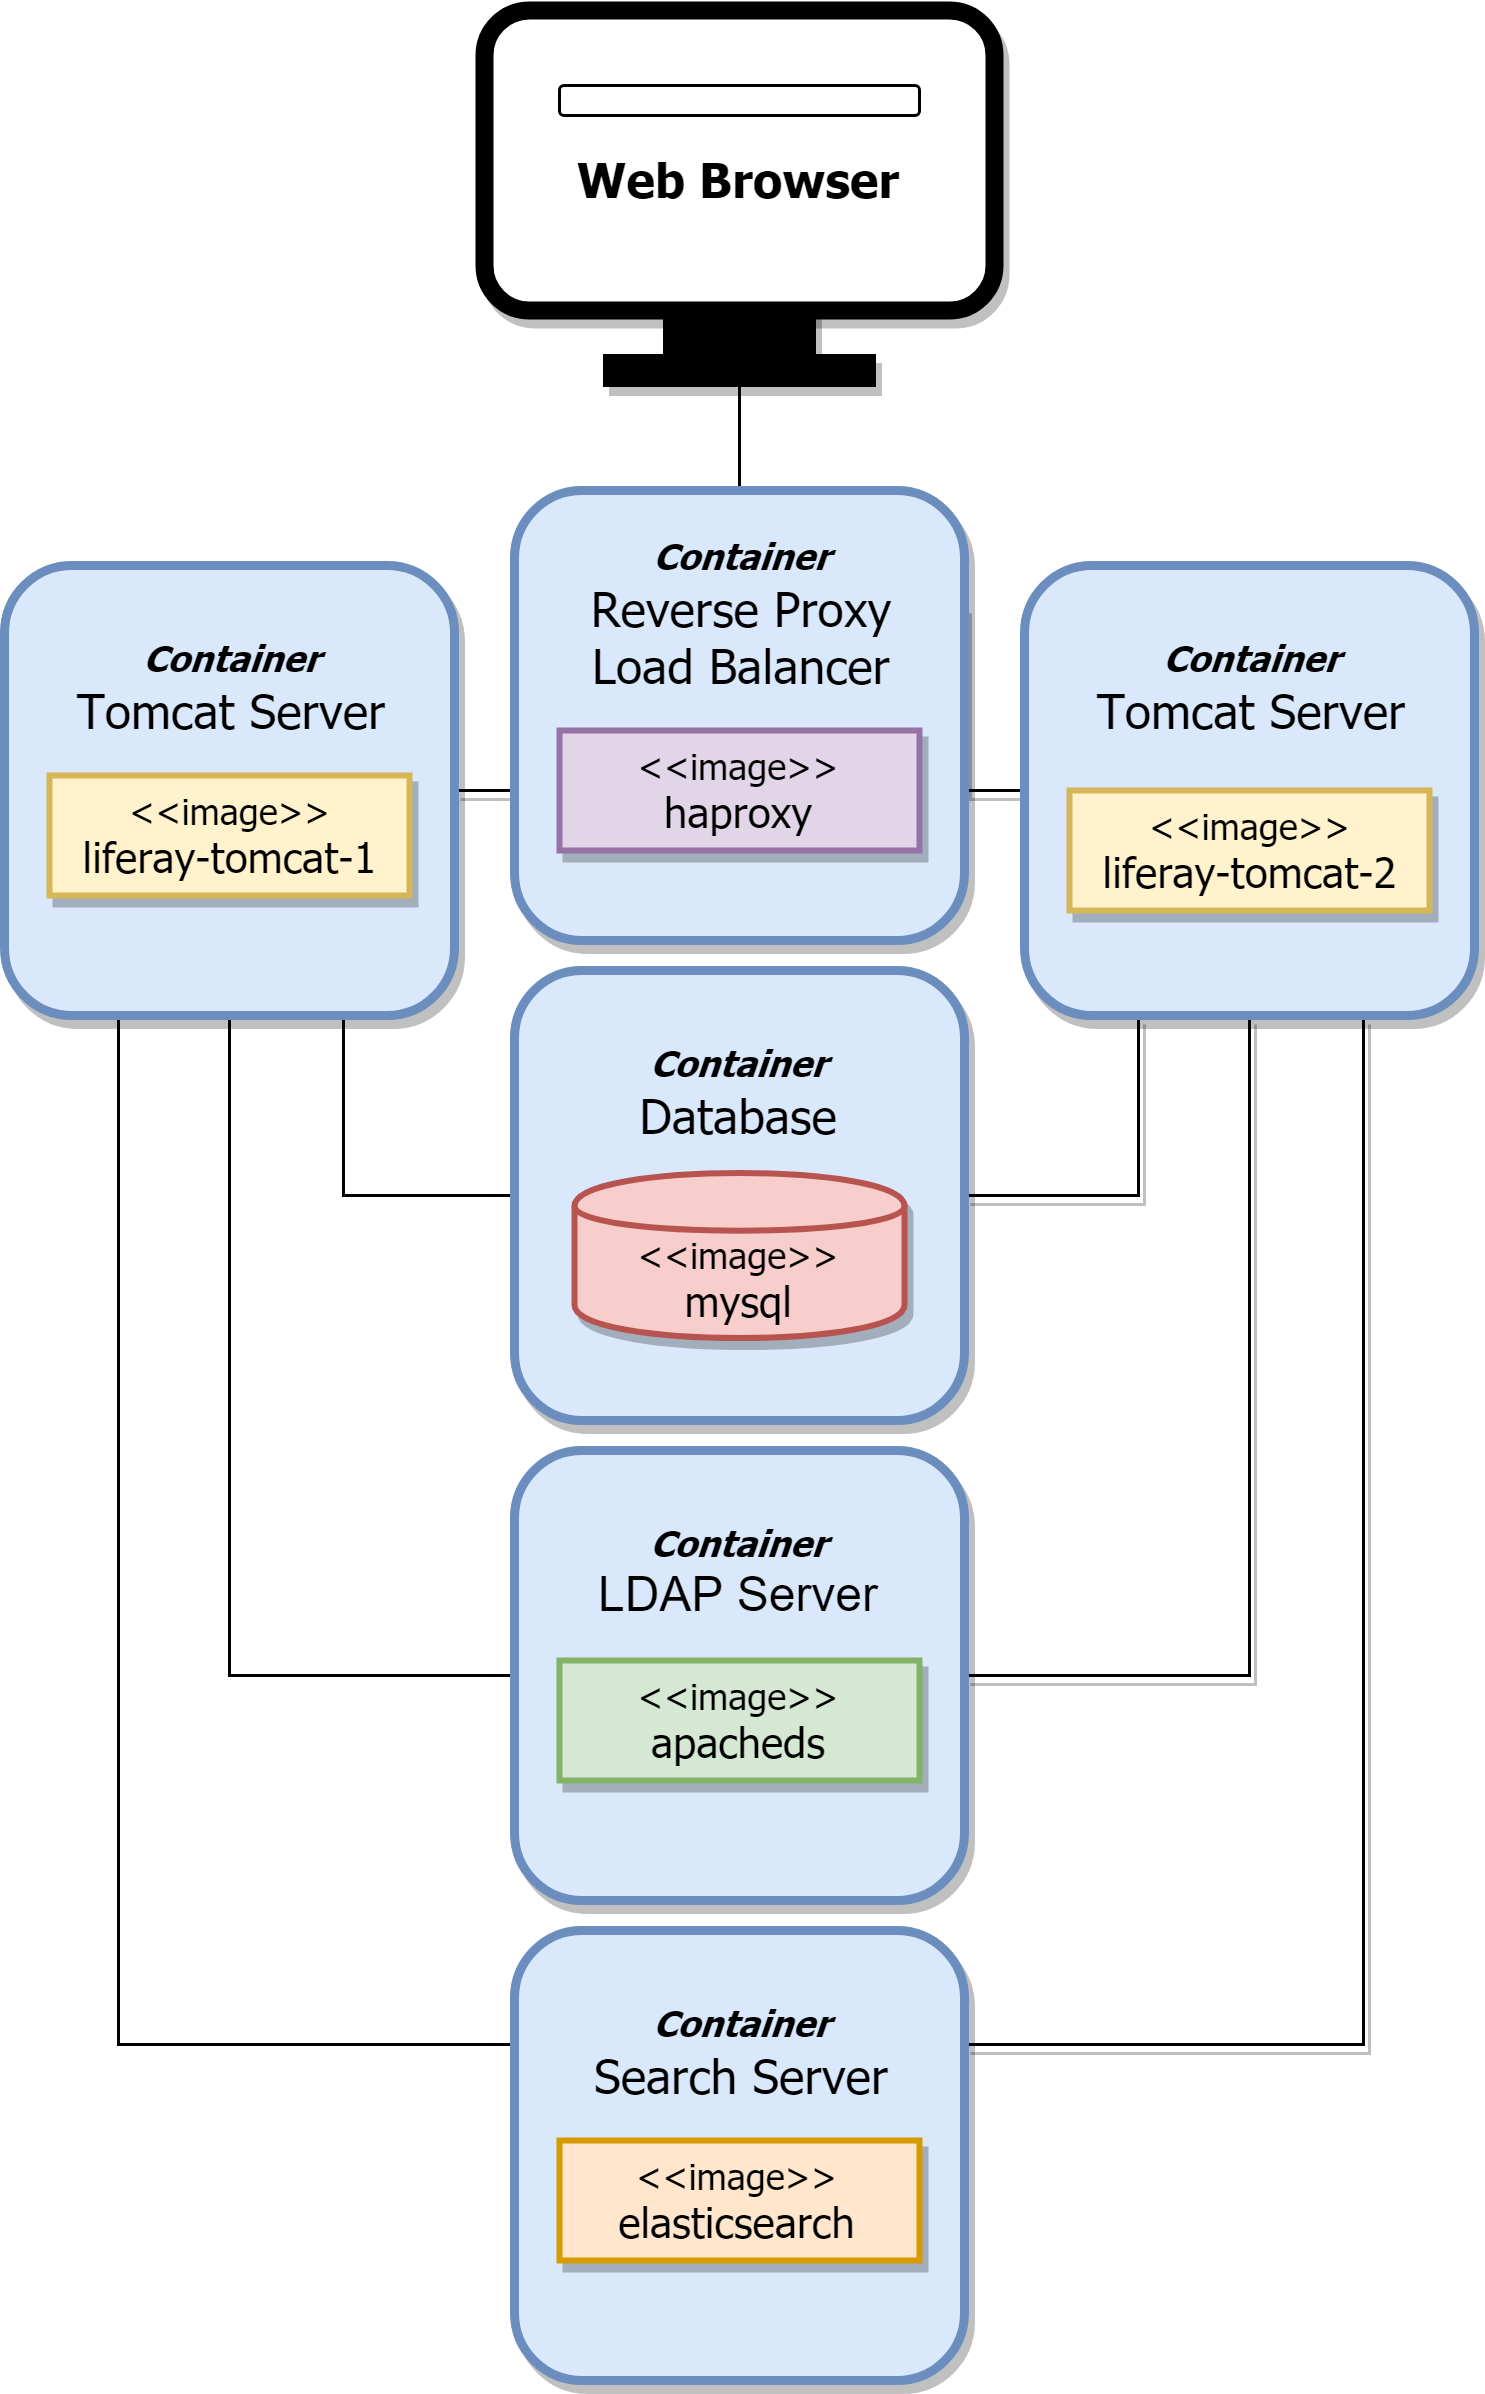 Web Browser
Container
Reverse Proxy
Load Balancer
<<image>>
haproxy
Container
Tomcat Server
<<image>>
liferay-tomcat-1
Container
Tomcat Server
<<image>>
liferay-tomcat-2
Container
Database
<<image>>
mysql
Container
LDAP Server
<<image>>
apacheds
Container
Search Server
<<image>>
elasticsearch